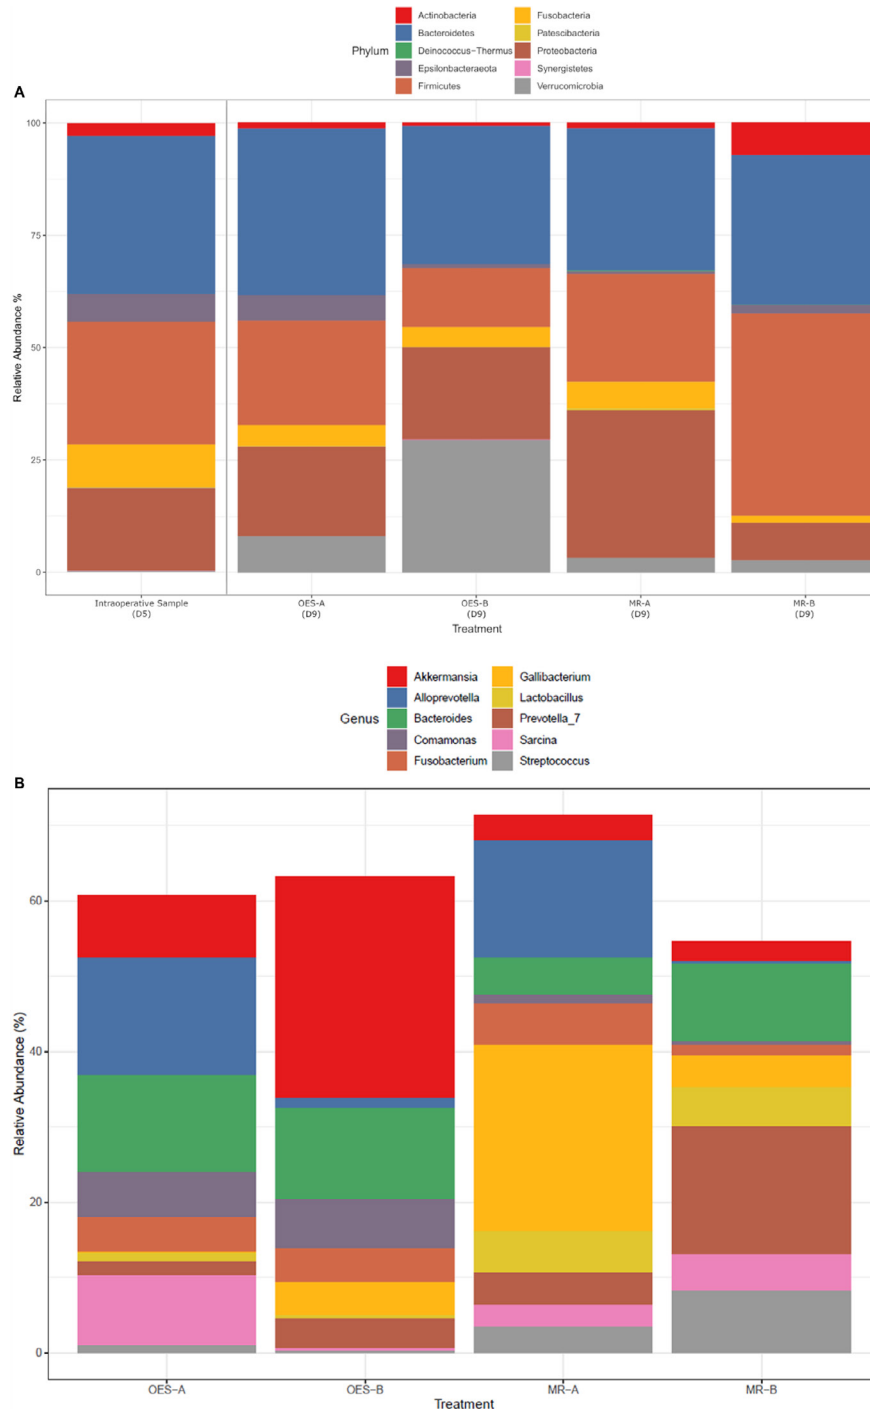 Phylum
Actinobacteria
Bacteroidetes
Deinococcus-Thermus
Epsilonbacteraeota
Firmicutes
Fusobacteria
Patescibacteria
Proteobacteria
Synergistetes
Verrucomicrobia
A
Relative Abundance %
100
75
50
25
0
Intraoperative Sample
(D5)
OES-A
(D9)
OES-B
(D9)
MR-A
(D9)
MR-B
(D9)
Treatment
Genus
Akkermansia
Alloprevotella
Bacteroides
Comamonas
Fusobacterium
Gallibacterium
Lactobacillus
Prevotella_7
Sarcina
Streptococcus
B
Relative Abundance (%)
60
40
20
0
OES-A
OES-B
MR-A
MR-B
Treatment